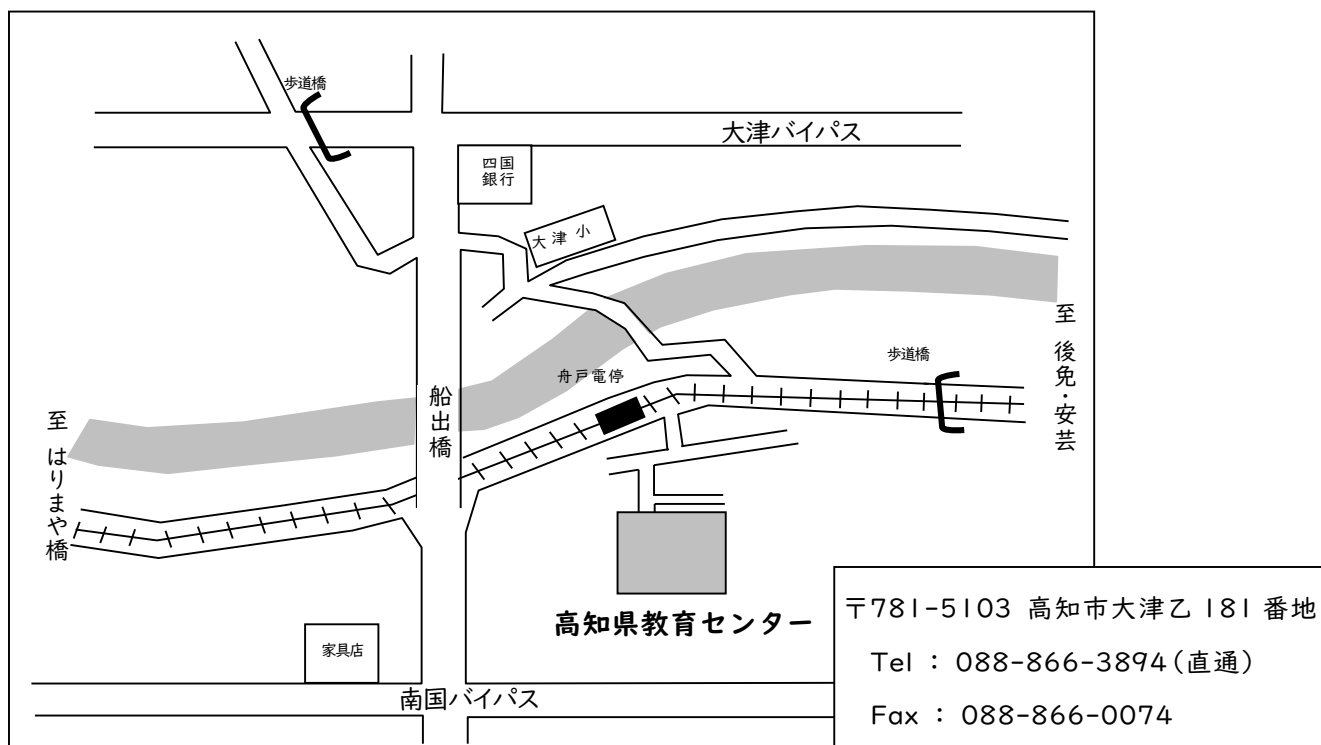 歩道橋
大津バイパス
四国
銀行
大津小
至 後免・安芸
歩道橋
舟戸電停
船出橋
至 はりまや橋
高知県教育センター
家具店
南国バイパス
〒781-5103 高知市大津乙181番地
Tel : 088-866-3894(直通)
Fax : 088-866-0074